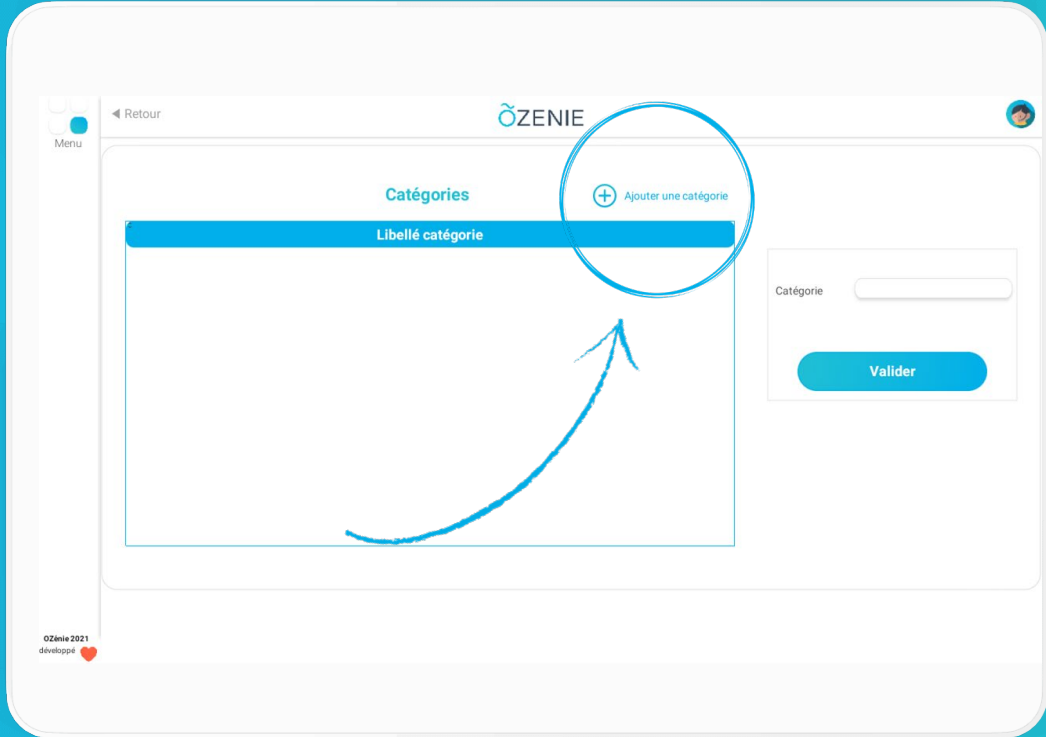 ◀ Retour
ÕZENIE
Menu
Catégories
Ajouter une catégorie
Libellé catégorie
Catégorie
Valider
OZénie 2021
développé